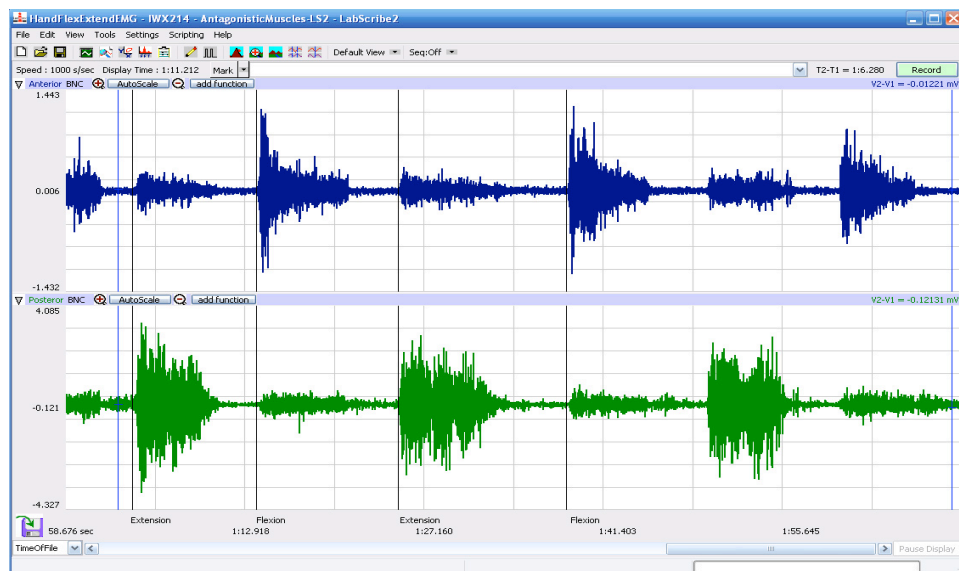 HandFlexExtendEMG - IWX214 - AntagonisticMuscles-LS2 - LabScribe2
File Edit View Tools Settings Scripting Help
Default View Seq:Off
Speed : 1000 s/sec Display Time : 1:11.212 Mark T2-T1 = 1:6.280 Record
Anterior BNC AutoScale add function V2-V1 = -0.01221 mV
1.443
0.006
-1.432
Posteror BNC AutoScale add function V2-V1 = -0.12131 mV
4.085
-0.121
-4.327
Extension Flexion Extension Flexion
58.676 sec 1:12.918 1:27.160 1:41.403 1:55.645
TimeOfFile Pause Display